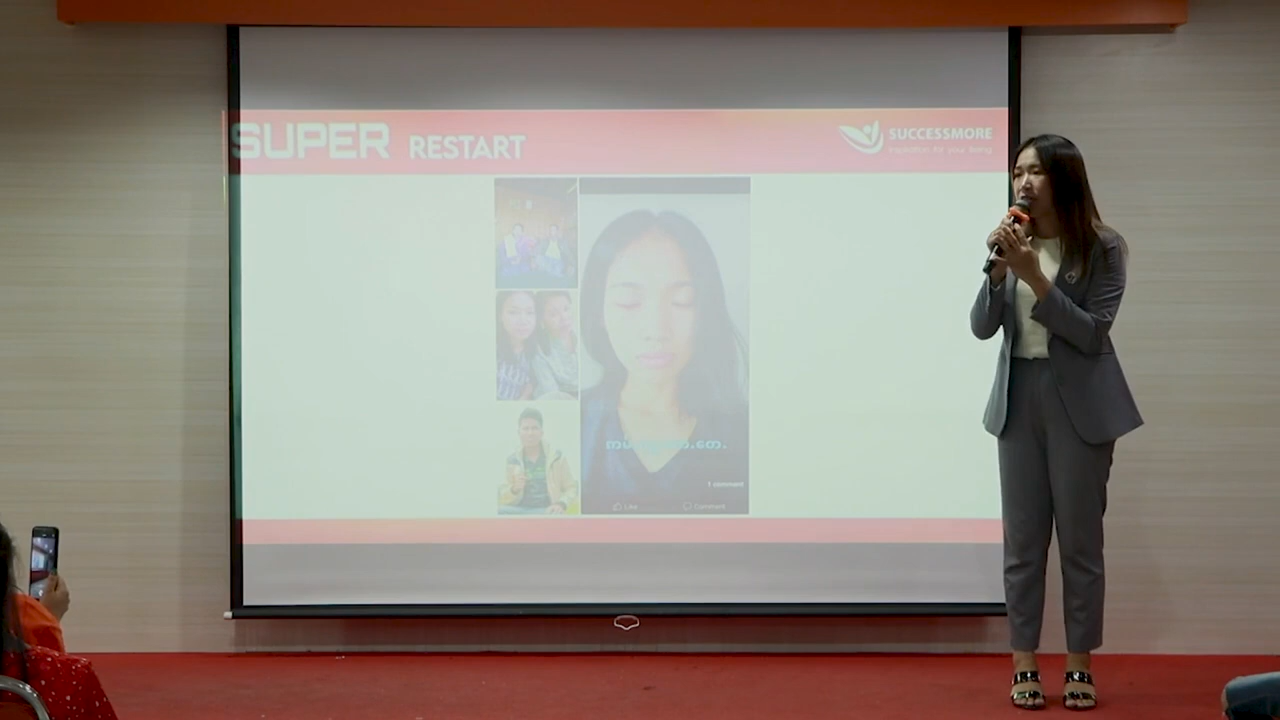 SUPER RESTART
SUCCESSMORE
inspiration for your living
1 comment
Like Comment